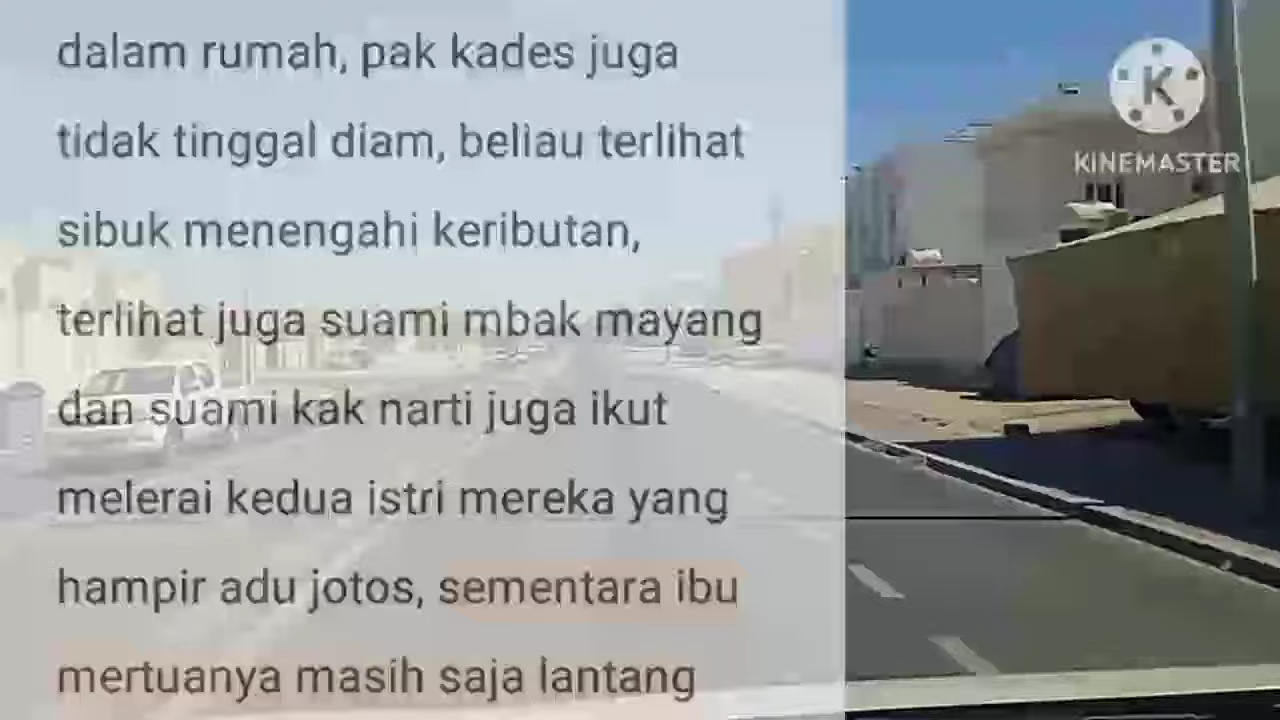 dalam rumah, pak kades juga
tidak tinggal diam, beliau terlihat
sibuk menengahi keributan,
terlihat juga suami mbak mayang
dan suami kak narti juga ikut
melerai kedua istri mereka yang
hampir adu jotos, sementara ibu
mertuanya masih saja lantang
K
KINEMASTER